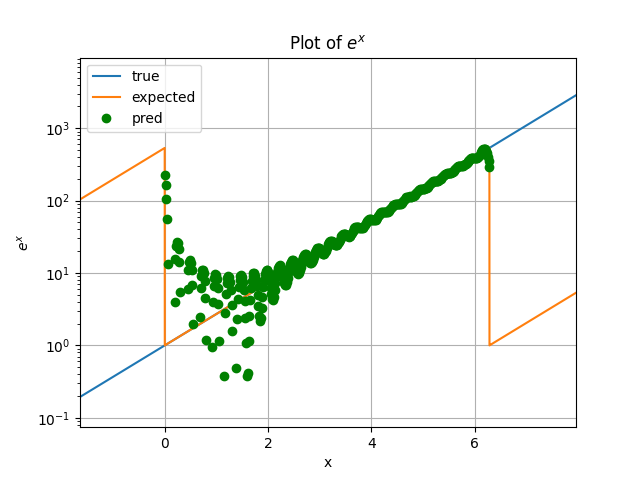 Plot of e^x
true
expected
pred
10^3
10^2
10^1
10^0
10^-1
e^x
0 2 4 6
x